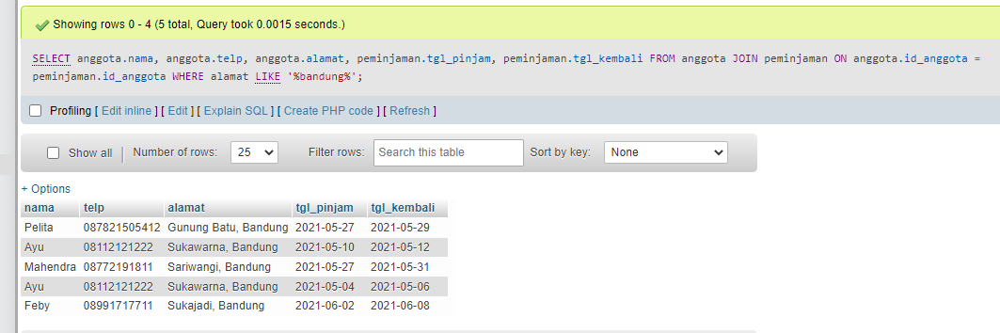 Showing rows 0 - 4 (5 total, Query took 0.0015 seconds.)
SELECT anggota.nama, anggota.telp, anggota.alamat, peminjaman.tgl_pinjam, peminjaman.tgl_kembali FROM anggota JOIN peminjaman ON anggota.id_anggota =
peminjaman.id_anggota WHERE alamat LIKE '%bandung%';
Profiling [ Edit inline ] [ Edit ] [ Explain SQL ] [ Create PHP code ] [ Refresh ]
Show all | Number of rows: 25 Filter rows: Search this table Sort by key: None
+ Options
nama telp alamat tgl_pinjam tgl_kembali
Pelita 087821505412 Gunung Batu, Bandung 2021-05-27 2021-05-29
Ayu 08112121222 Sukawarna, Bandung 2021-05-10 2021-05-12
Mahendra 08772191811 Sariwangi, Bandung 2021-05-27 2021-05-31
Ayu 08112121222 Sukawarna, Bandung 2021-05-04 2021-05-06
Feby 08991717711 Sukajadi, Bandung 2021-06-02 2021-06-08